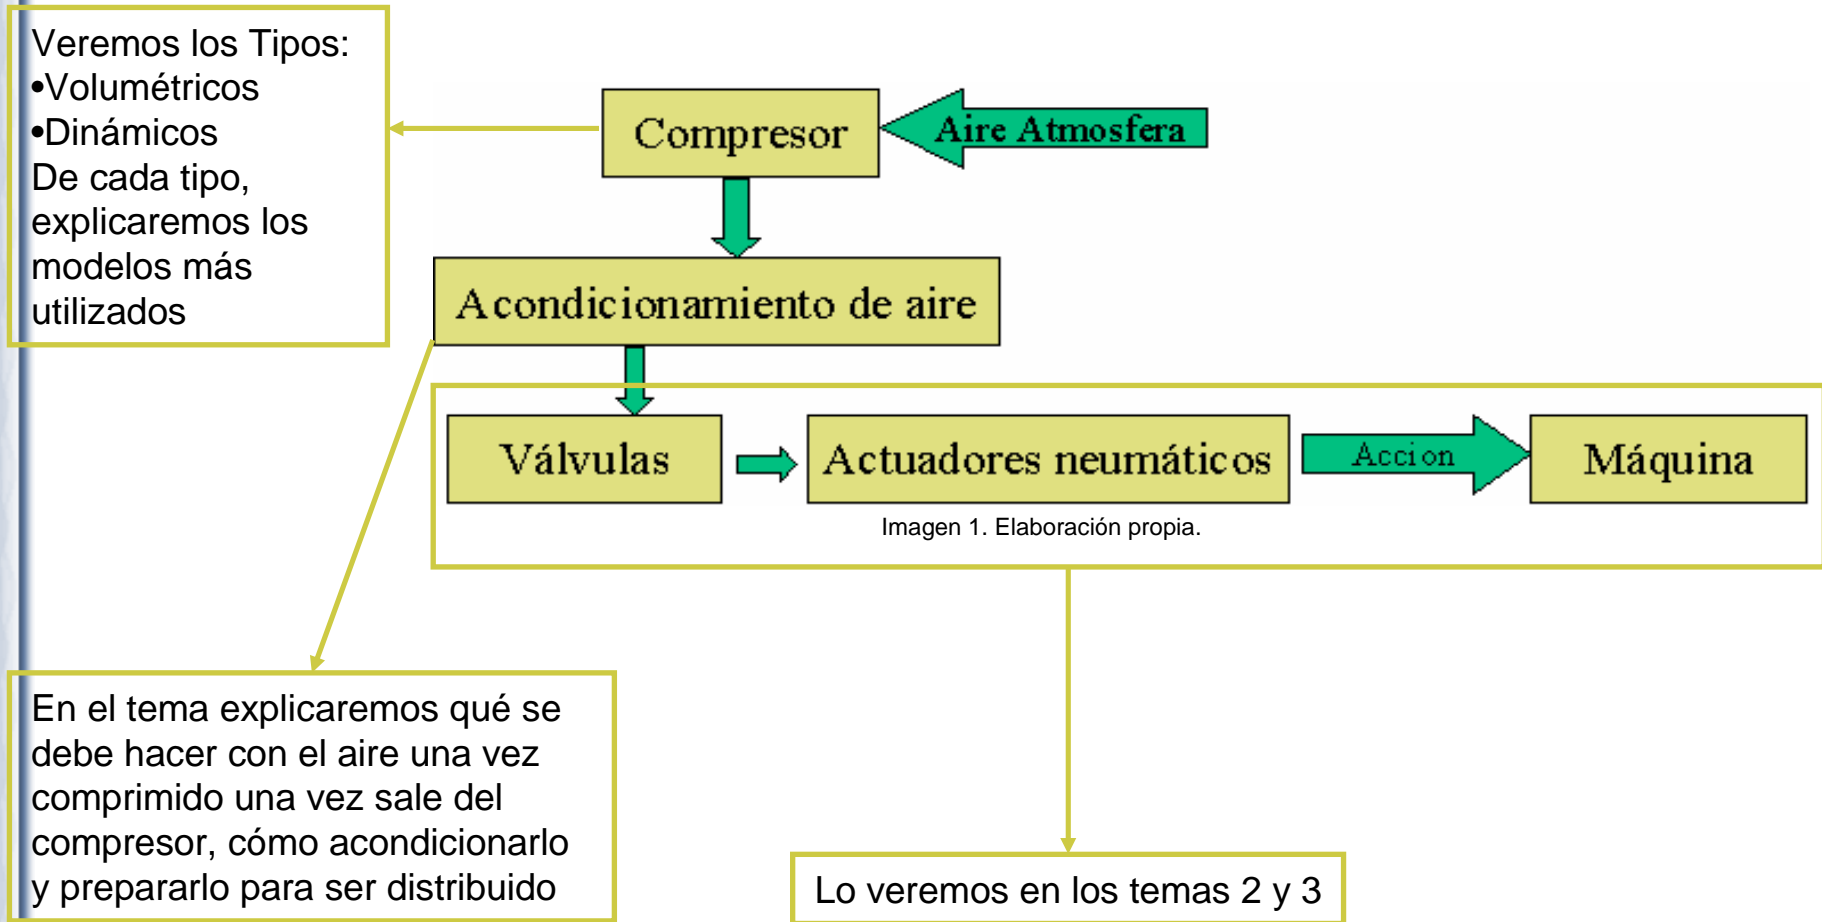 Veremos los Tipos:
•Volumétricos
•Dinámicos
De cada tipo,
explicaremos los
modelos más
utilizados
Compresor
Aire Atmosfera
Acondicionamiento de aire
Válvulas
Actuadores neumáticos
Accion
Máquina
Imagen 1. Elaboración propia.
En el tema explicaremos qué se
debe hacer con el aire una vez
comprimido una vez sale del
compresor, cómo acondicionarlo
y prepararlo para ser distribuido
Lo veremos en los temas 2 y 3